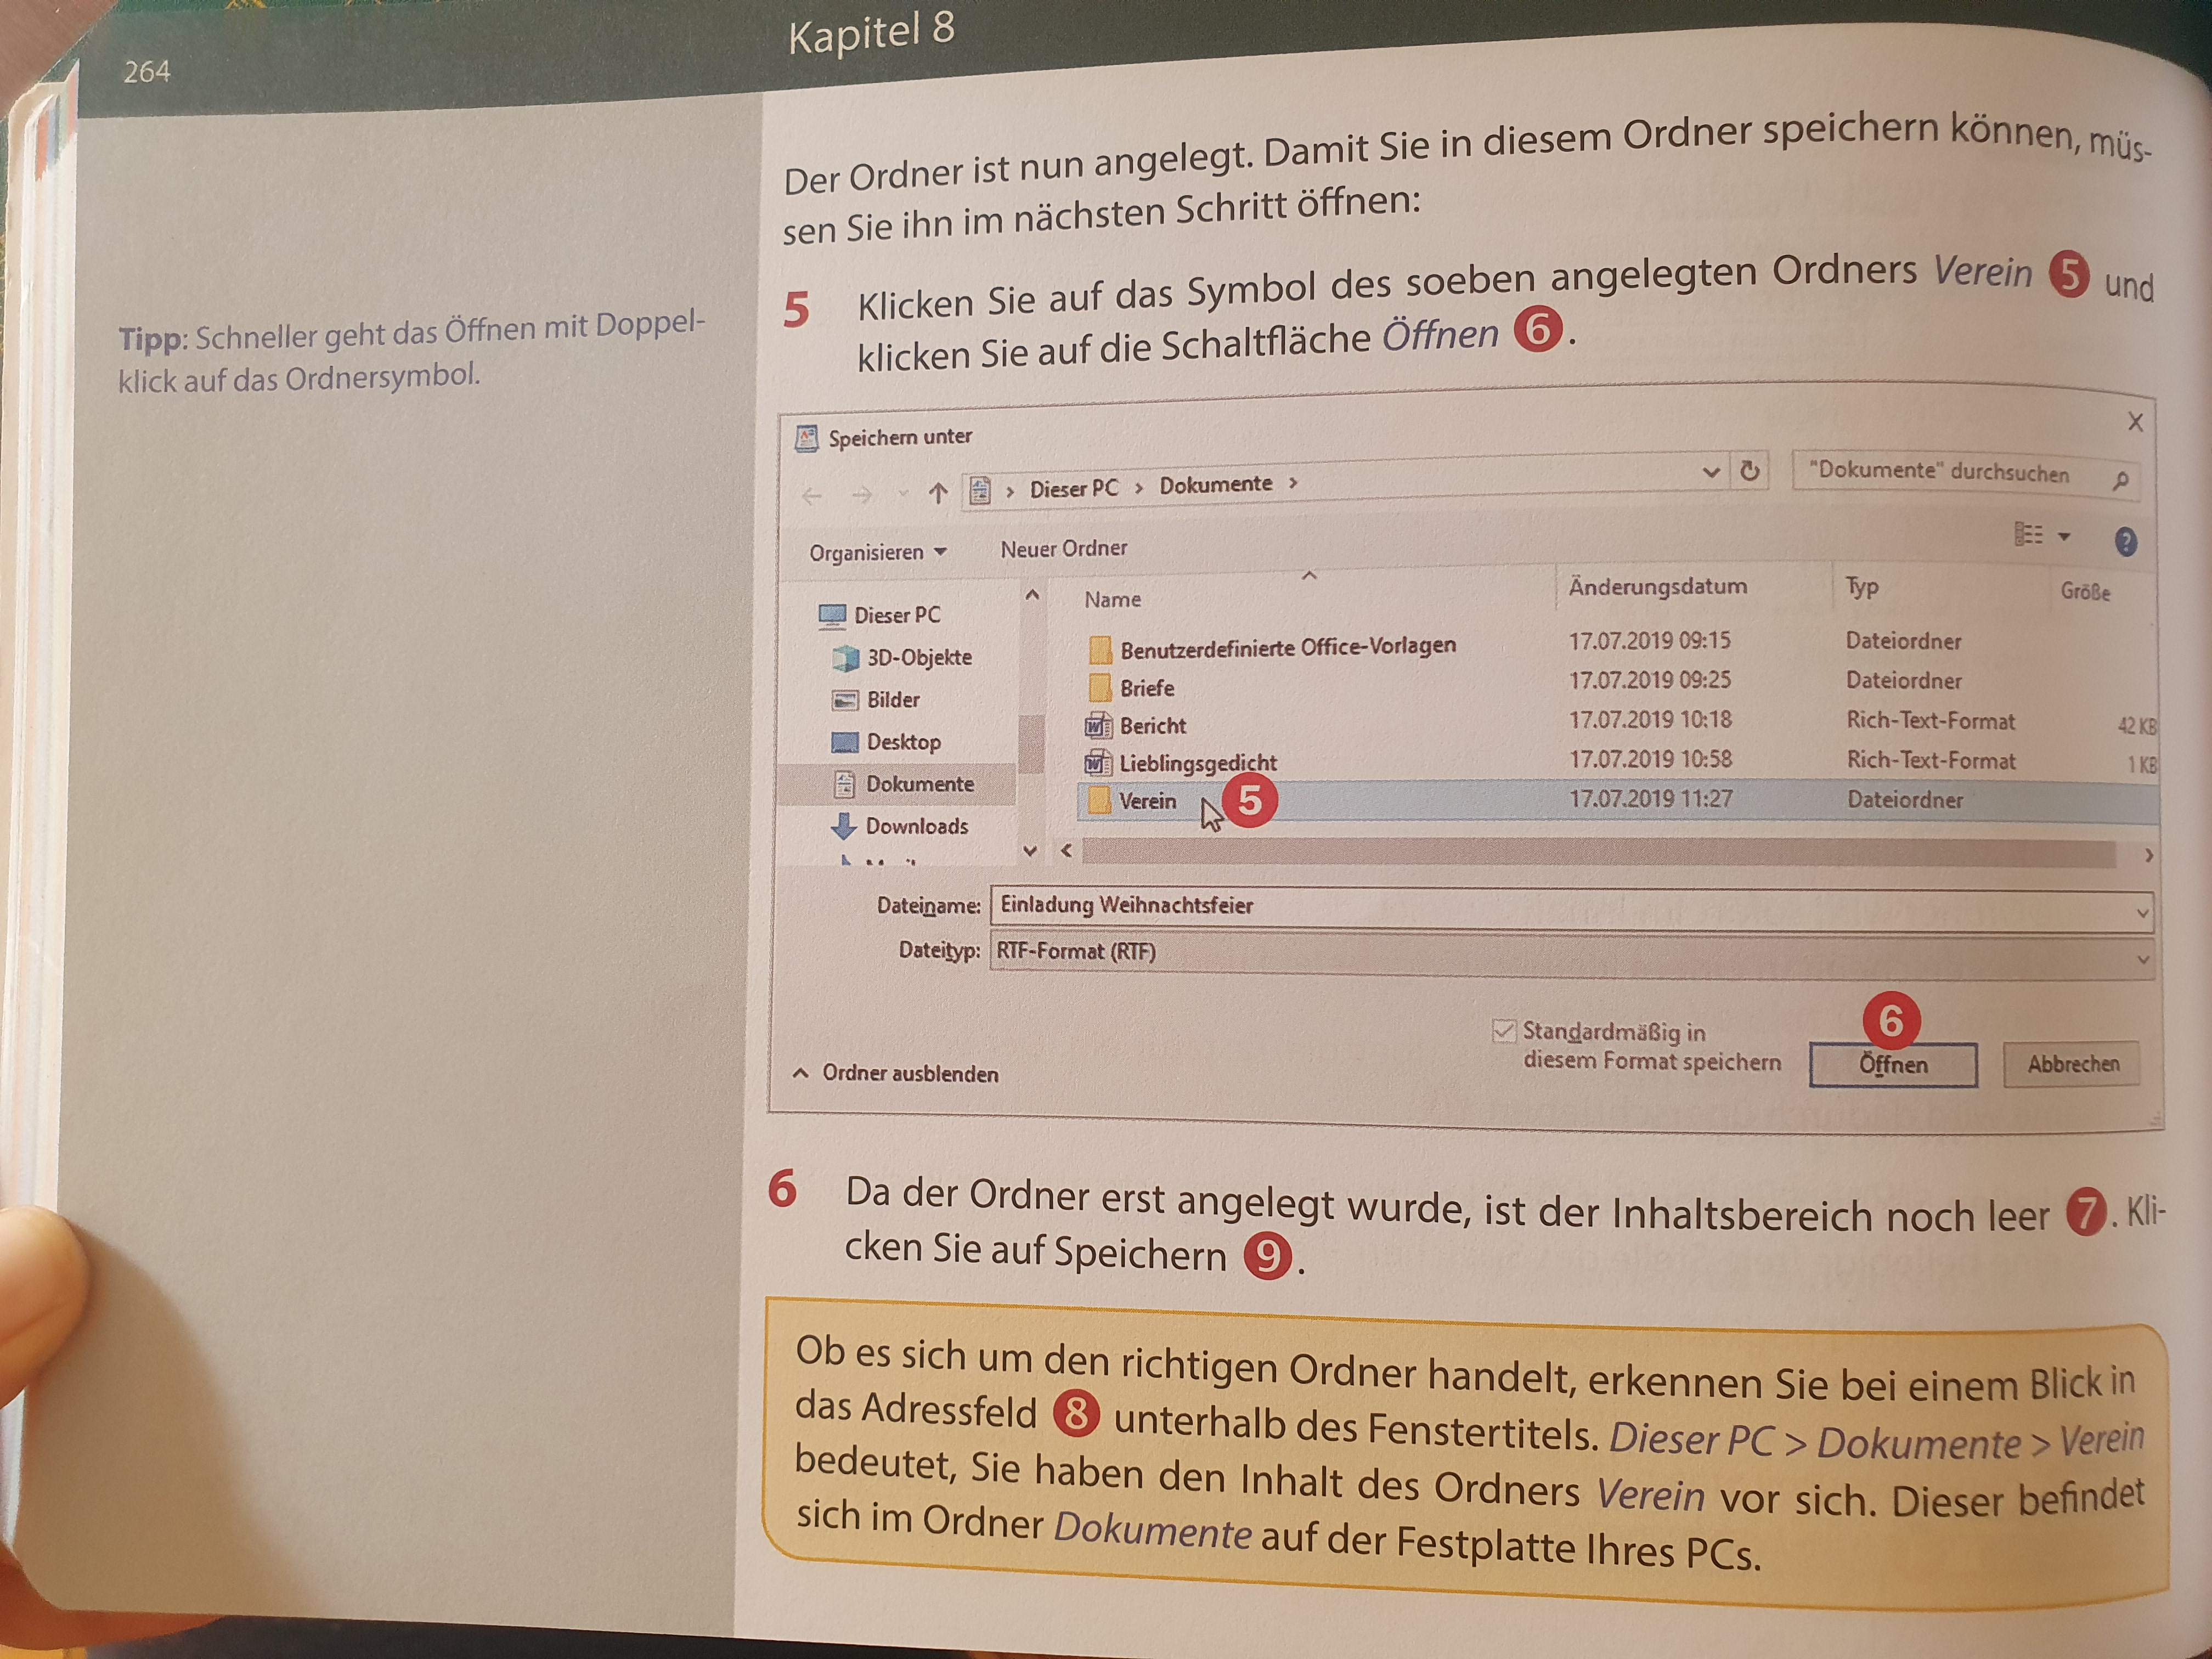 264
Kapitel 8
Der Ordner ist nun angelegt. Damit Sie in diesem Ordner speichern können, müs-
sen Sie ihn im nächsten Schritt öffnen:
5 Klicken Sie auf das Symbol des soeben angelegten Ordners Verein 5 und
klicken Sie auf die Schaltfläche Öffnen 6.
Tipp: Schneller geht das Öffnen mit Doppel-
klick auf das Ordnersymbol.
Speichern unter X
> Dieser PC > Dokumente >
"Dokumente" durchsuchen
Organisieren Neuer Ordner ?
Dieser PC
3D-Objekte
Bilder
Desktop
Dokumente
Downloads
Name Änderungsdatum Typ Größe
Benutzerdefinierte Office-Vorlagen 17.07.2019 09:15 Dateiordner
Briefe 17.07.2019 09:25 Dateiordner
Bericht 17.07.2019 10:18 Rich-Text-Format 42 KB
Lieblingsgedicht 17.07.2019 10:58 Rich-Text-Format 1 KB
Verein 5 17.07.2019 11:27 Dateiordner
Dateiname: Einladung Weihnachtsfeier
Dateityp: RTF-Format (RTF)
6
Standardmäßig in
diesem Format speichern
Öffnen Abbrechen
Ordner ausblenden
6 Da der Ordner erst angelegt wurde, ist der Inhaltsbereich noch leer 7. Kli-
cken Sie auf Speichern 9.
Ob es sich um den richtigen Ordner handelt, erkennen Sie bei einem Blick in
das Adressfeld 8 unterhalb des Fenstertitels. Dieser PC > Dokumente > Verein
bedeutet, Sie haben den Inhalt des Ordners Verein vor sich. Dieser befindet
sich im Ordner Dokumente auf der Festplatte Ihres PCs.